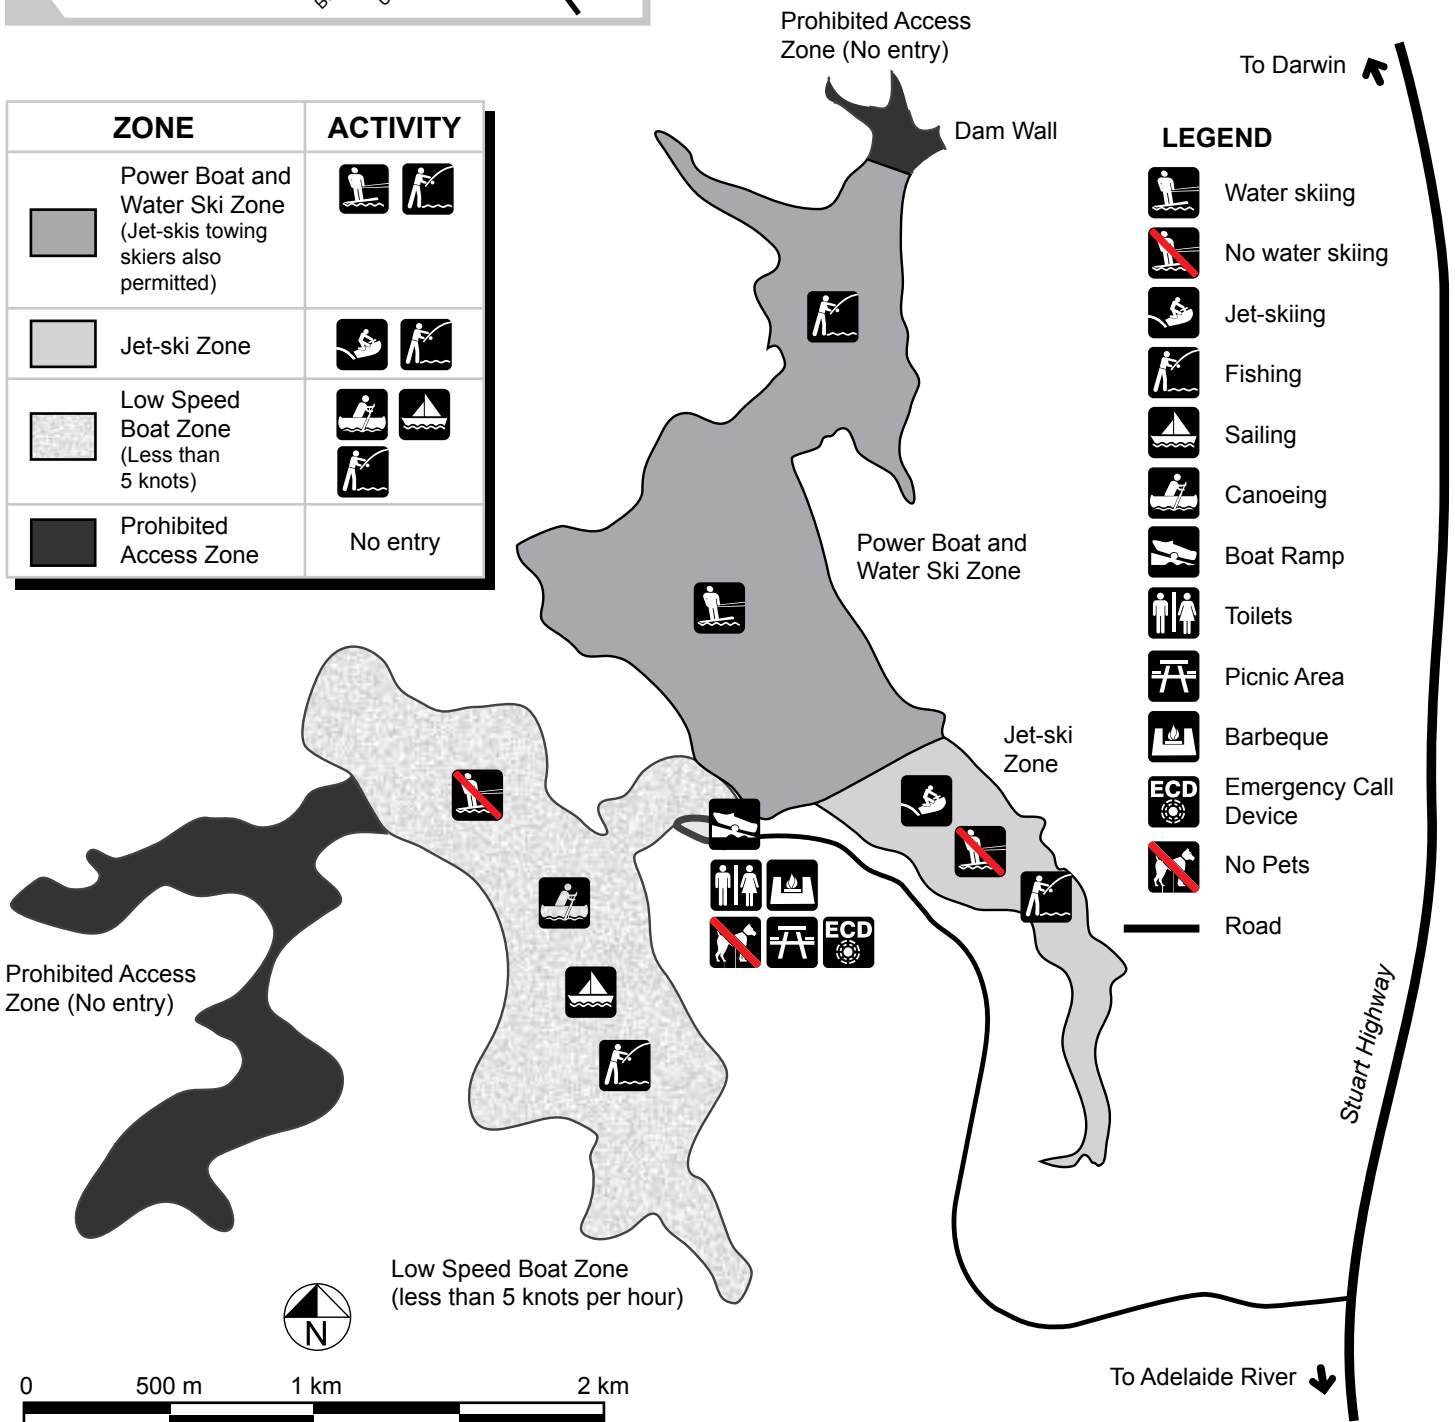 Prohibited Access
Zone (No entry)
Dam Wall
To Darwin
ZONE
ACTIVITY
Power Boat and
Water Ski Zone
(Jet-skis towing
skiers also
permitted)
Jet-ski Zone
Low Speed
Boat Zone
(Less than
5 knots)
Prohibited
Access Zone
No entry
LEGEND
Water skiing
No water skiing
Jet-skiing
Fishing
Sailing
Canoeing
Boat Ramp
Toilets
Picnic Area
Barbeque
ECD
Emergency Call
Device
No Pets
Road
Power Boat and
Water Ski Zone
Jet-ski
Zone
ECD
Prohibited Access
Zone (No entry)
Stuart Highway
Low Speed Boat Zone
(less than 5 knots per hour)
N
To Adelaide River
0
500 m
1 km
2 km